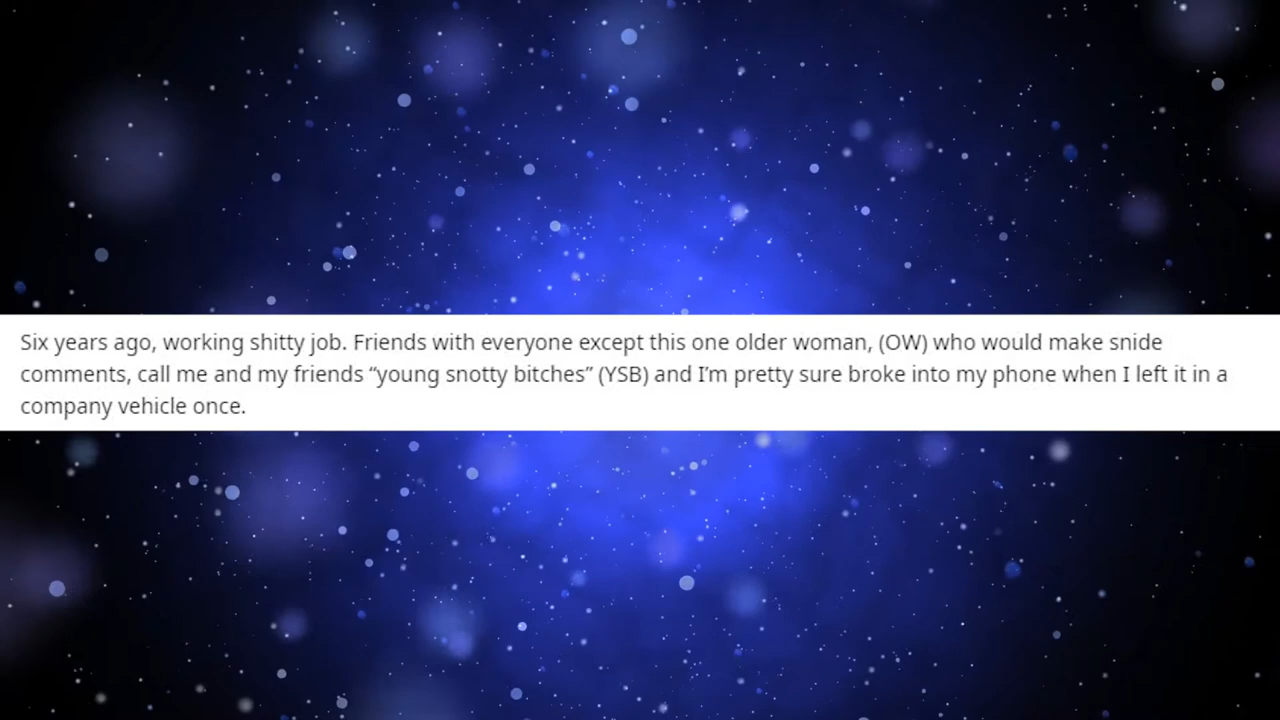 Six years ago, working shitty job. Friends with everyone except this one older woman, (OW) who would make snide
comments, call me and my friends “young snotty bitches” (YSB) and I’m pretty sure broke into my phone when I left it in a
company vehicle once.